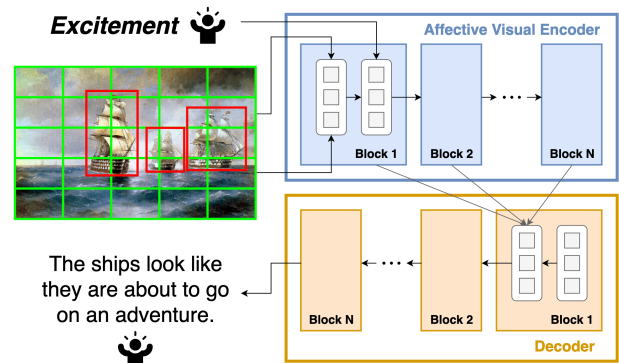 Excitement
Affective Visual Encoder
Block 1
Block 2
Block N
The ships look like
they are about to go
on an adventure.
Block N
Block 2
Block 1
Decoder